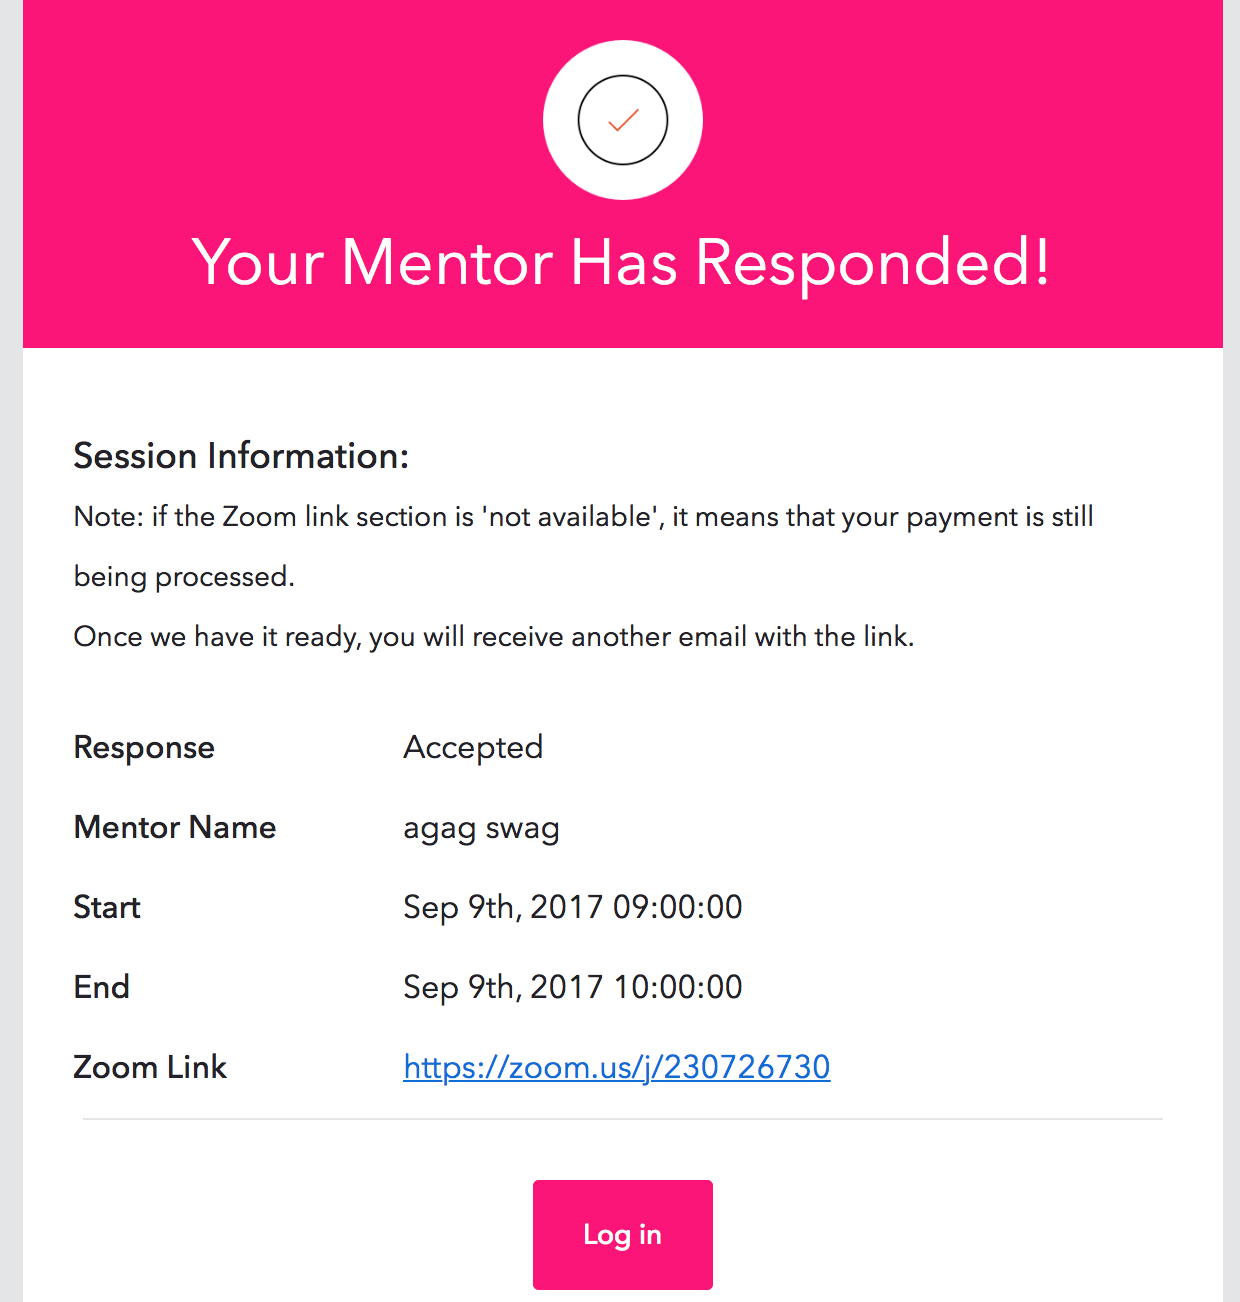 Your Mentor Has Responded!
Session Information:
Note: if the Zoom link section is 'not available', it means that your payment is still
being processed.
Once we have it ready, you will receive another email with the link.
Response Accepted
Mentor Name agag swag
Start Sep 9th, 2017 09:00:00
End Sep 9th, 2017 10:00:00
Zoom Link https://zoom.us/j/230726730
Log in